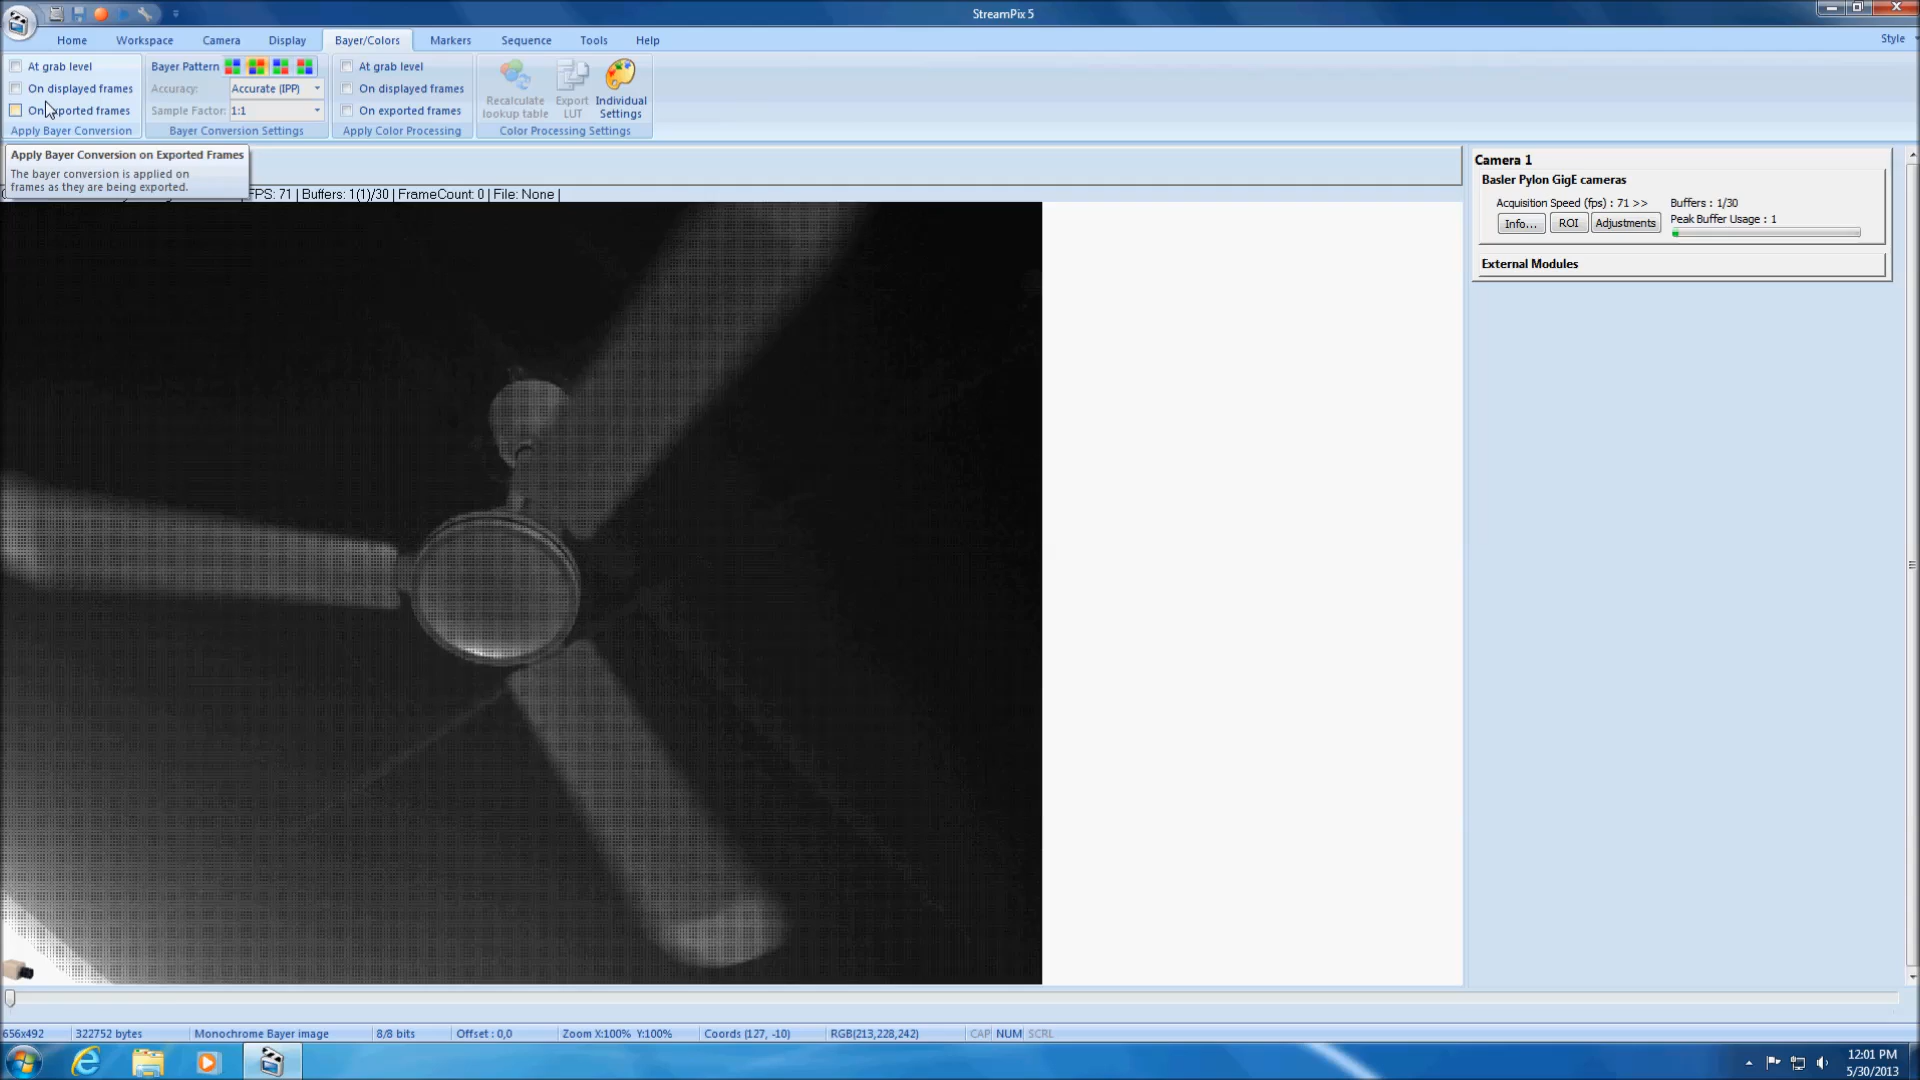 StreamPix 5
Home Workspace Camera Display Bayer/Colors Markers Sequence Tools Help Style
At grab level
On displayed frames
On exported frames
Apply Bayer Conversion
Bayer Pattern
Accuracy: Accurate (IPP)
Sample Factor: 1:1
Bayer Conversion Settings
At grab level
On displayed frames
On exported frames
Apply Color Processing
Recalculate
lookup table
Export
LUT
Individual
Settings
Color Processing Settings
Apply Bayer Conversion on Exported Frames
The bayer conversion is applied on
frames as they are being exported.
FPS: 71 | Buffers: 1(1)/30 | FrameCount: 0 | File: None |
Camera 1
Basler Pylon GigE cameras
Acquisition Speed (fps) : 71 >> Buffers : 1/30
Info... ROI Adjustments Peak Buffer Usage : 1
External Modules
656x492 322752 bytes Monochrome Bayer image 8/8 bits Offset : 0,0 Zoom X:100% Y:100% Coords (127, -10) RGB(213,228,242) CAP NUM SCRL
12:01 PM
5/30/2013